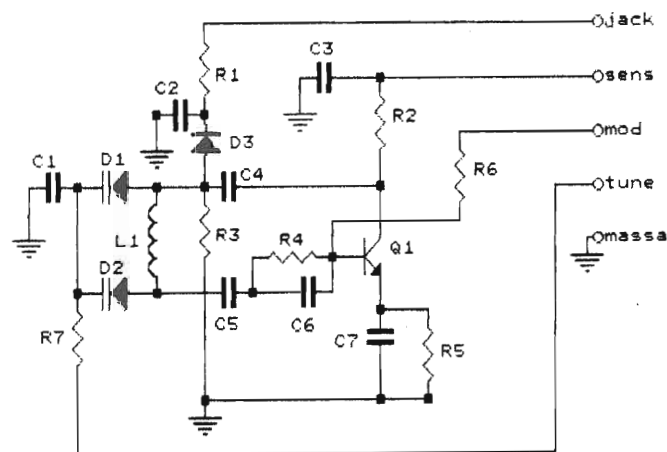 jack
C3
R1
sens
C2
R2
D3
mod
C1
D1
C4
R6
tune
L1
R3
R4
Q1
massa
D2
C5
C6
R7
C7
R5